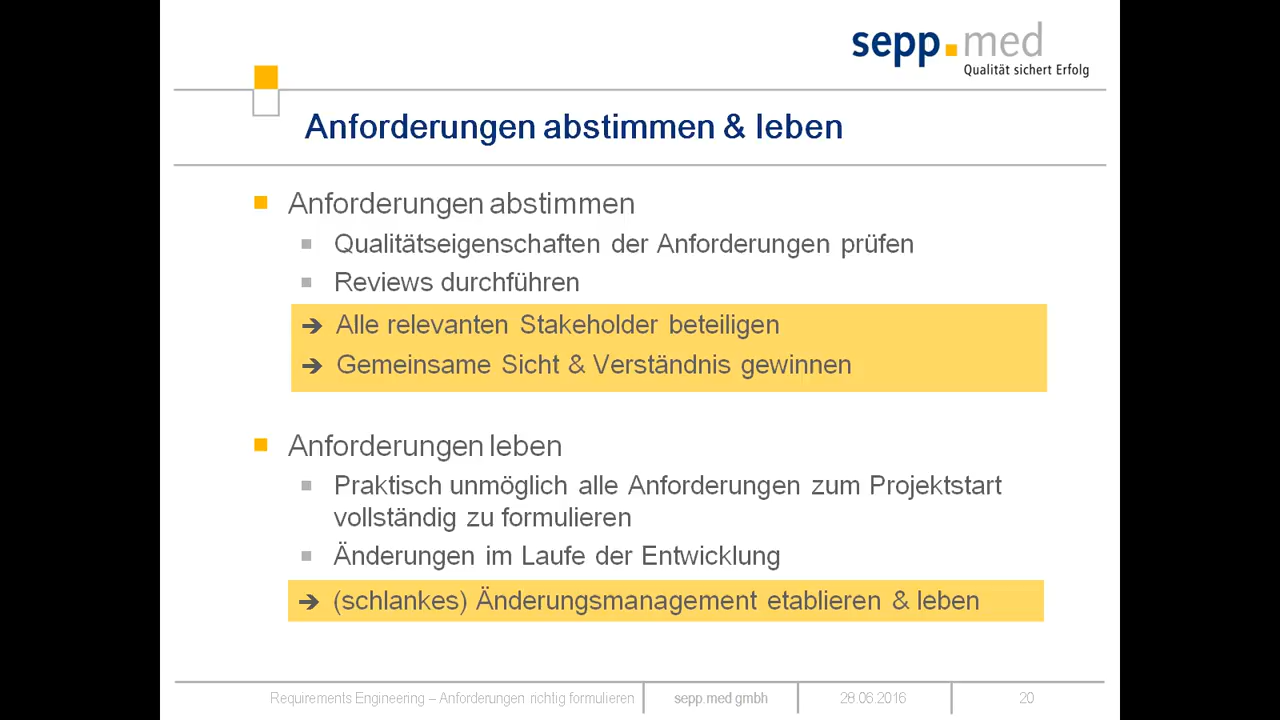 sepp.med
Qualität sichert Erfolg
Anforderungen abstimmen & leben
Anforderungen abstimmen
Qualitätseigenschaften der Anforderungen prüfen
Reviews durchführen
➔ Alle relevanten Stakeholder beteiligen
➔ Gemeinsame Sicht & Verständnis gewinnen
Anforderungen leben
Praktisch unmöglich alle Anforderungen zum Projektstart
vollständig zu formulieren
Änderungen im Laufe der Entwicklung
➔ (schlankes) Änderungsmanagement etablieren & leben
Requirements Engineering – Anforderungen richtig formulieren
sepp.med gmbh
28.06.2016
20